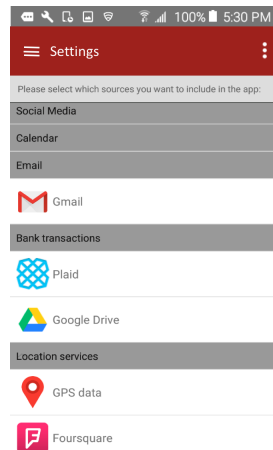 100% 5:30 PM
Settings
Please select which sources you want to include in the app:
Social Media
Calendar
Email
Gmail
Bank transactions
Plaid
Google Drive
Location services
GPS data
Foursquare